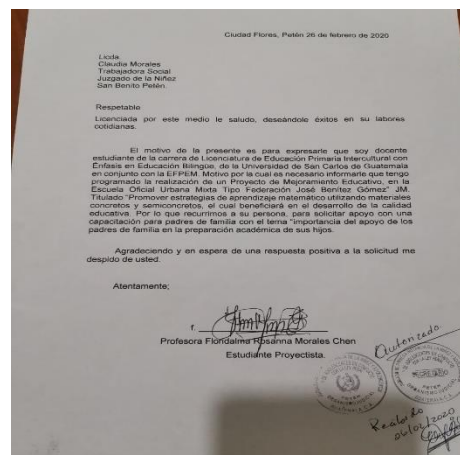 Ciudad Flores, Petén 26 de febrero de 2020
Licda.
Claudia Morales
Trabajadora Social
Juzgado de la Niñez
San Benito Petén.
Respetable
Licenciada por este medio le saludo, deseándole éxitos en su labores
cotidianas.
El motivo de la presente es para expresarle que soy docente
estudiante de la carrera de Licenciatura de Educación Primaria Intercultural con
Énfasis en Educación Bilingüe, de la Universidad de San Carlos de Guatemala
en conjunto con la EFPEM. Motivo por la cual es necesario informarle que tengo
programado la realización de un Proyecto de Mejoramiento Educativo, en la
Escuela Oficial Urbana Mixta Tipo Federación José Benítez Gómez" JM.
Titulado "Promover estrategias de aprendizaje matemático utilizando materiales
concretos y semiconcretos, el cual beneficiará en el desarrollo de la calidad
educativa. Por lo que recurrimos a su persona, para solicitar apoyo con una
capacitación para padres de familia con el tema "importancia del apoyo de los
padres de familia en la preparación académica de sus hijos.
Agradeciendo y en espera de una respuesta positiva a la solicitud me
despido de usted.
Atentamente;
f.
Profesora Floridalma Rosanna Morales Chen
Estudiante Proyectista.
Autorizado
Recibido